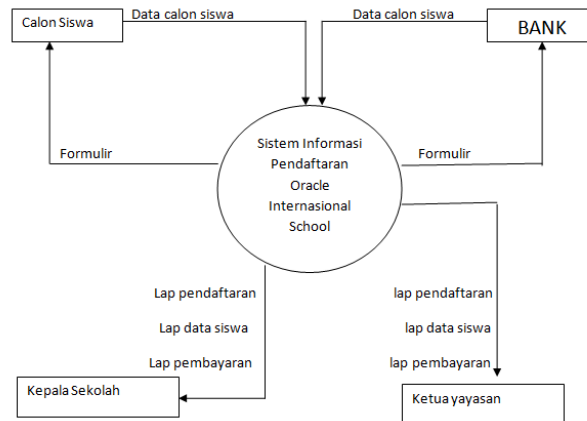 Calon Siswa
Data calon siswa
Data calon siswa
BANK
Formulir
Sistem Informasi
Pendaftaran
Oracle
Internasional
School
Formulir
Lap pendaftaran
Lap data siswa
Lap pembayaran
lap pendaftaran
lap data siswa
lap pembayaran
Kepala Sekolah
Ketua yayasan